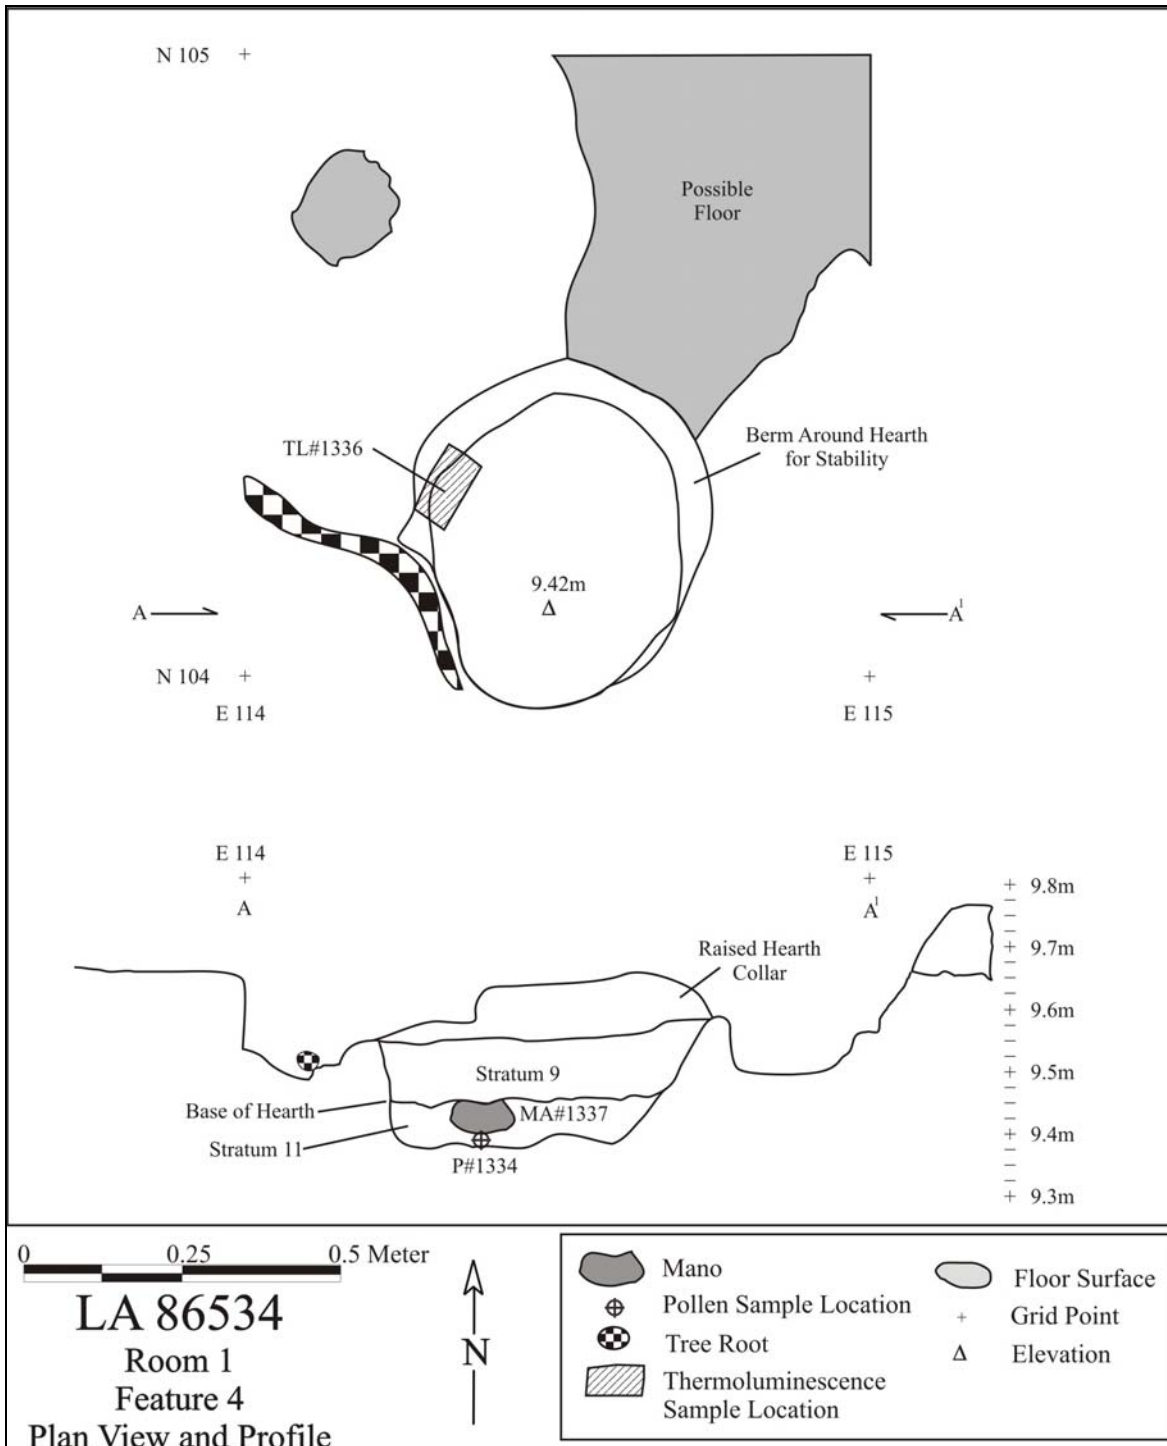 N 105
Possible
Floor
TL#1336
Berm Around Hearth
for Stability
9.42m
A
A¹
N 104
E 114
E 115
E 114
E 115
A
A¹
9.8m
9.7m
9.6m
9.5m
9.4m
9.3m
Raised Hearth
Collar
Stratum 9
Base of Hearth
MA#1337
Stratum 11
P#1334
0 0.25 0.5 Meter
LA 86534
Room 1
Feature 4
Plan View and Profile
N
Mano
Pollen Sample Location
Tree Root
Thermoluminescence
Sample Location
Floor Surface
Grid Point
Elevation